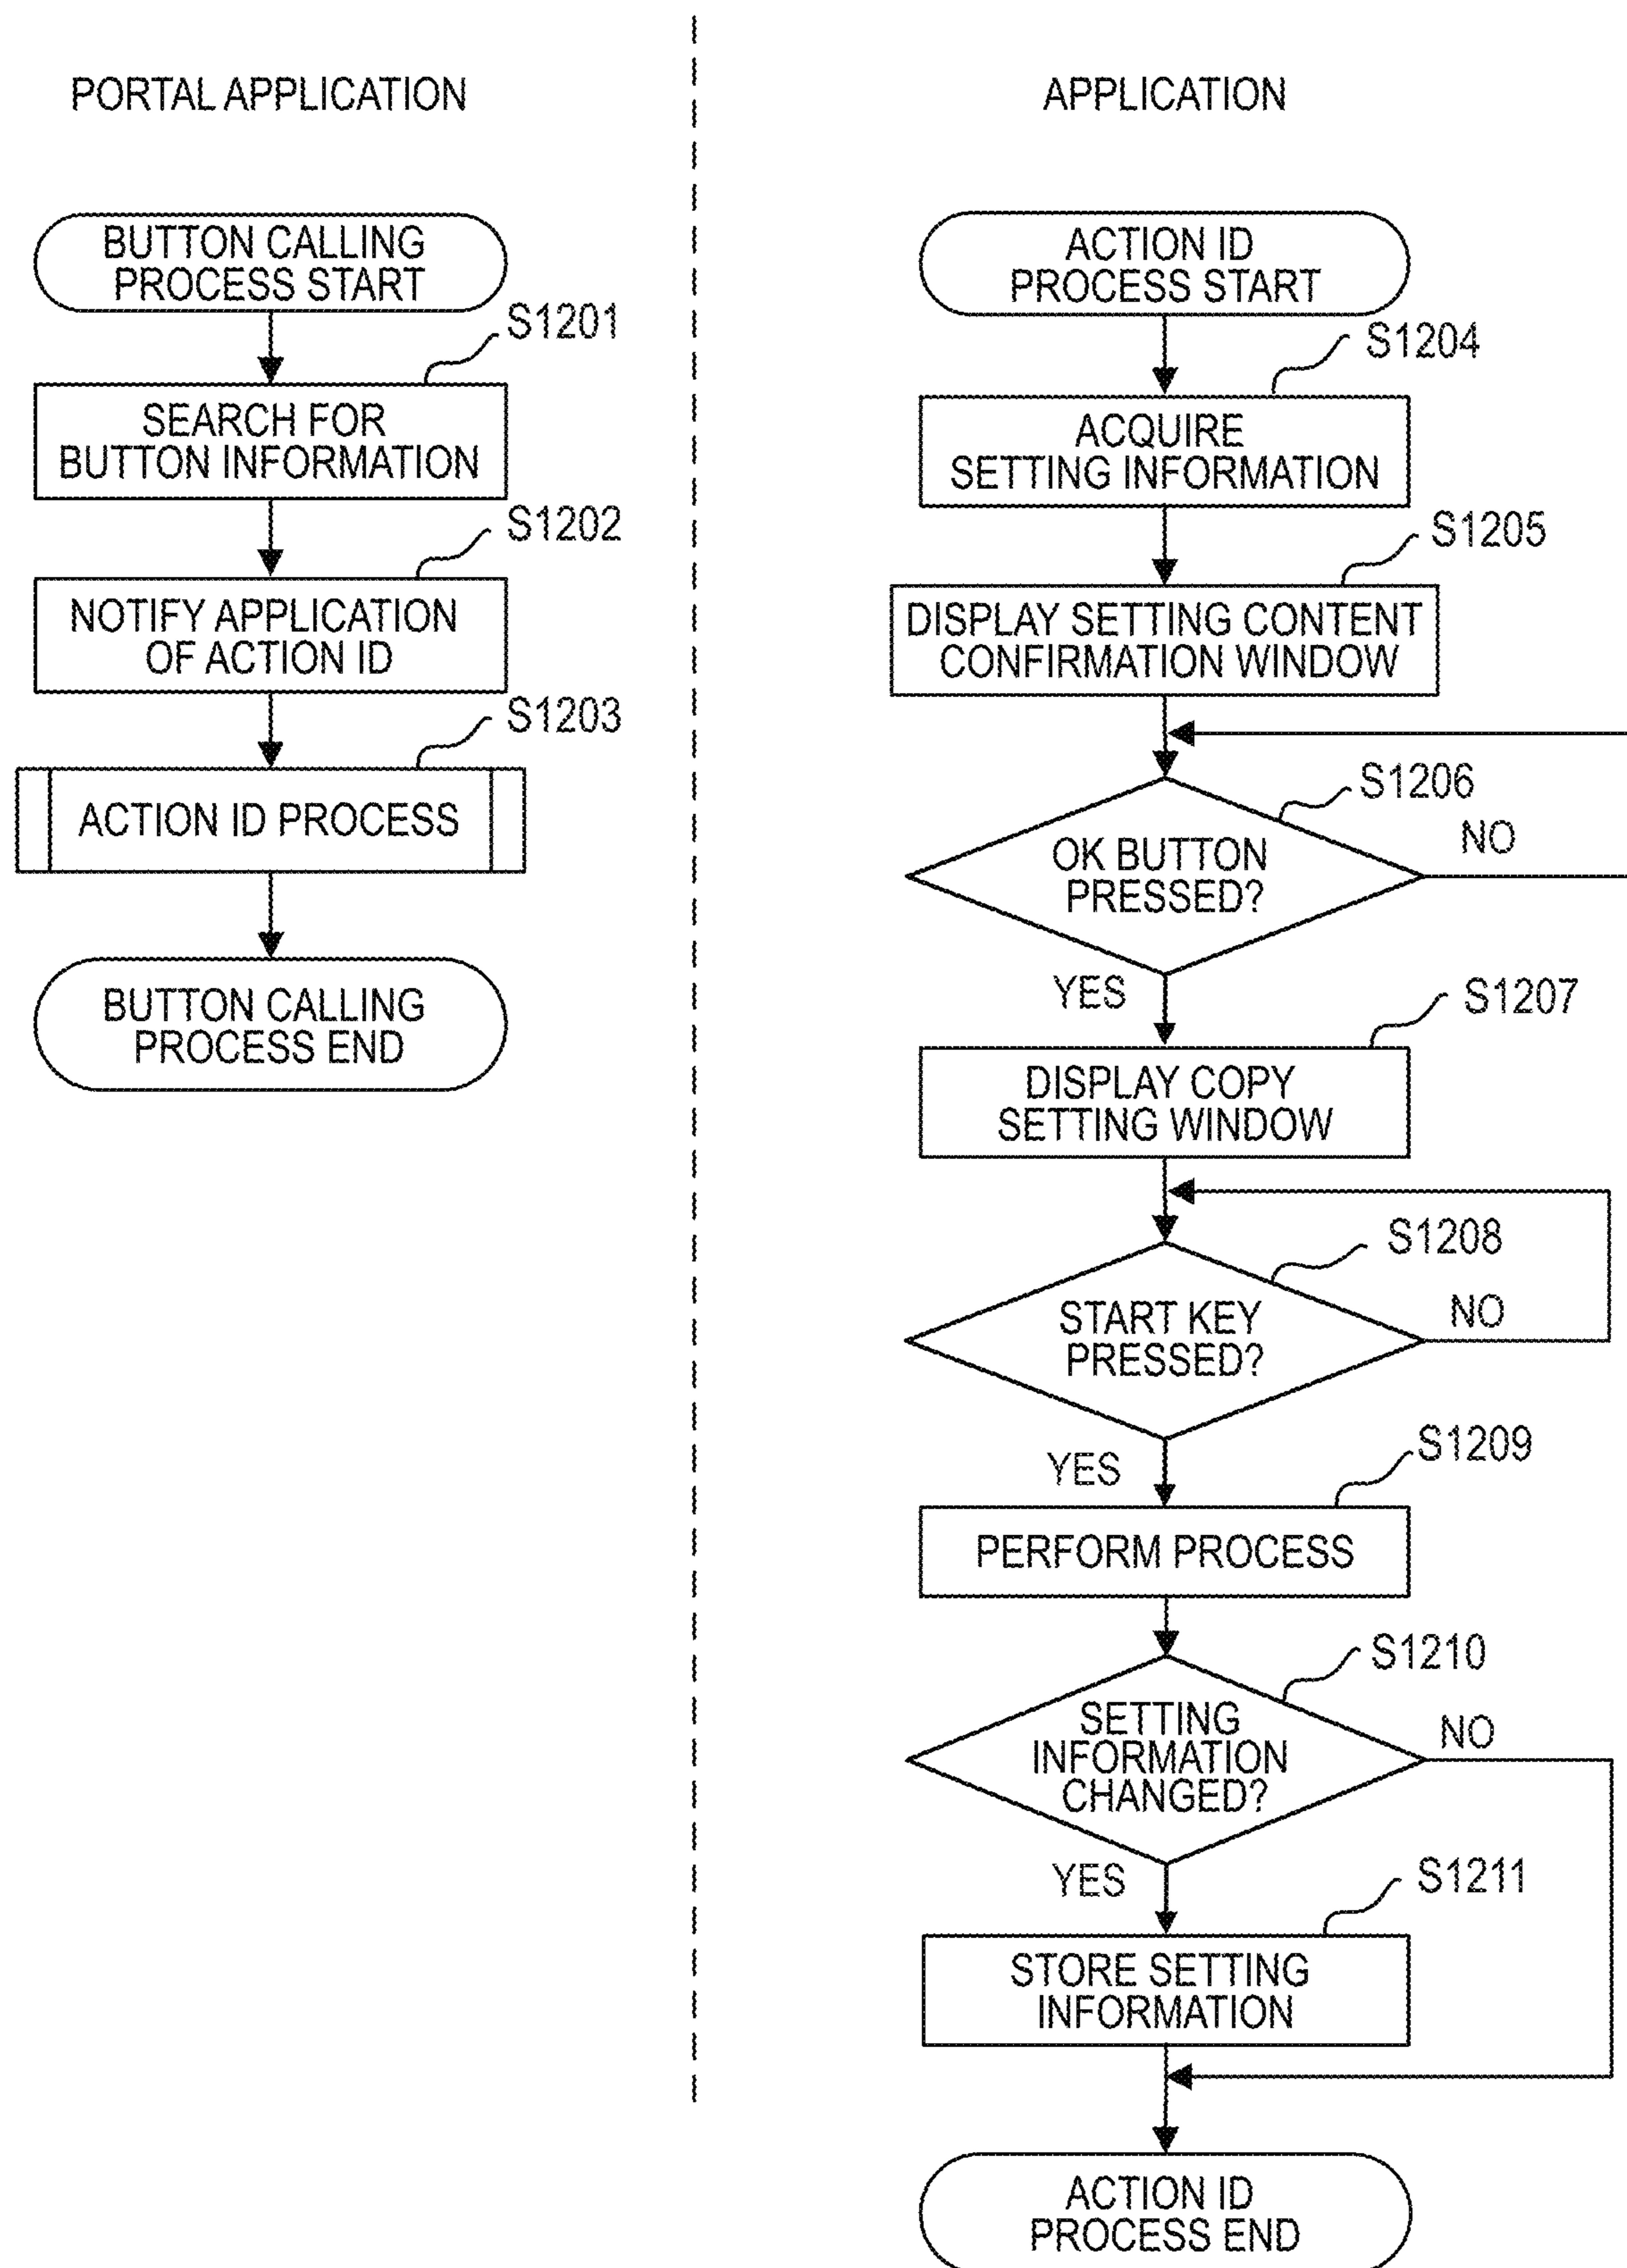 PORTAL APPLICATION
BUTTON CALLING
PROCESS START
S1201
SEARCH FOR
BUTTON INFORMATION
S1202
NOTIFY APPLICATION
OF ACTION ID
S1203
ACTION ID PROCESS
BUTTON CALLING
PROCESS END
APPLICATION
ACTION ID
PROCESS START
S1204
ACQUIRE
SETTING INFORMATION
S1205
DISPLAY SETTING CONTENT
CONFIRMATION WINDOW
S1206
OK BUTTON
PRESSED?
NO
YES
S1207
DISPLAY COPY
SETTING WINDOW
S1208
START KEY
PRESSED?
NO
YES
S1209
PERFORM PROCESS
S1210
SETTING
INFORMATION
CHANGED?
NO
YES
S1211
STORE SETTING
INFORMATION
ACTION ID
PROCESS END